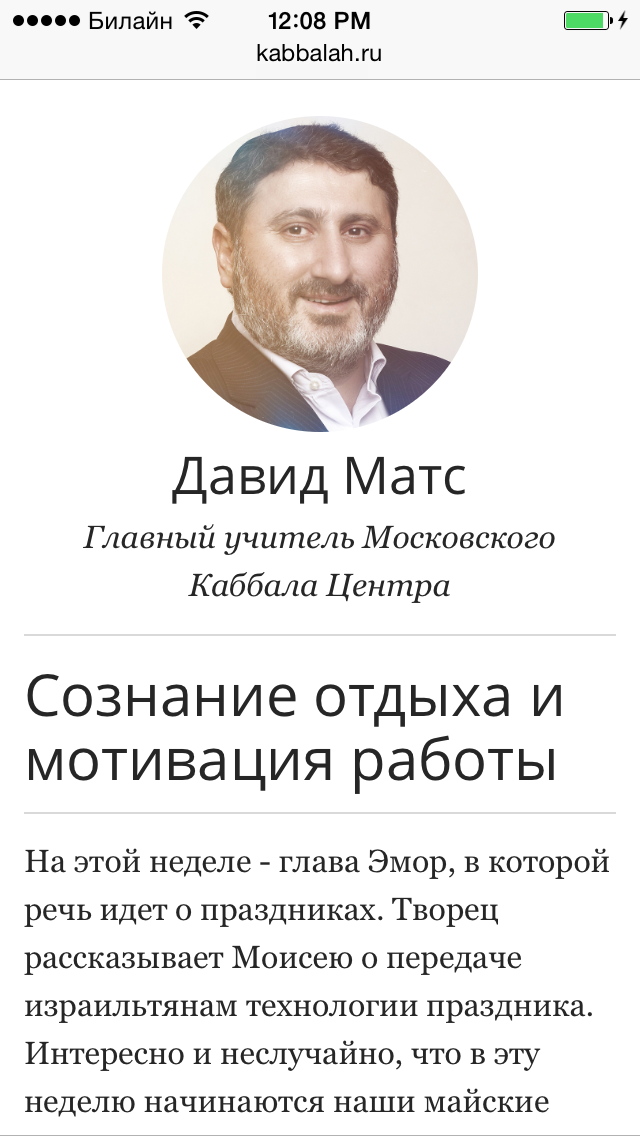 Билайн 12:08 PM
kabbalah.ru
Давид Матс
Главный учитель Московского
Каббала Центра
Сознание отдыха и
мотивация работы
На этой неделе - глава Эмор, в которой
речь идет о праздниках. Творец
рассказывает Моисею о передаче
израильтянам технологии праздника.
Интересно и неслучайно, что в эту
неделю начинаются наши майские